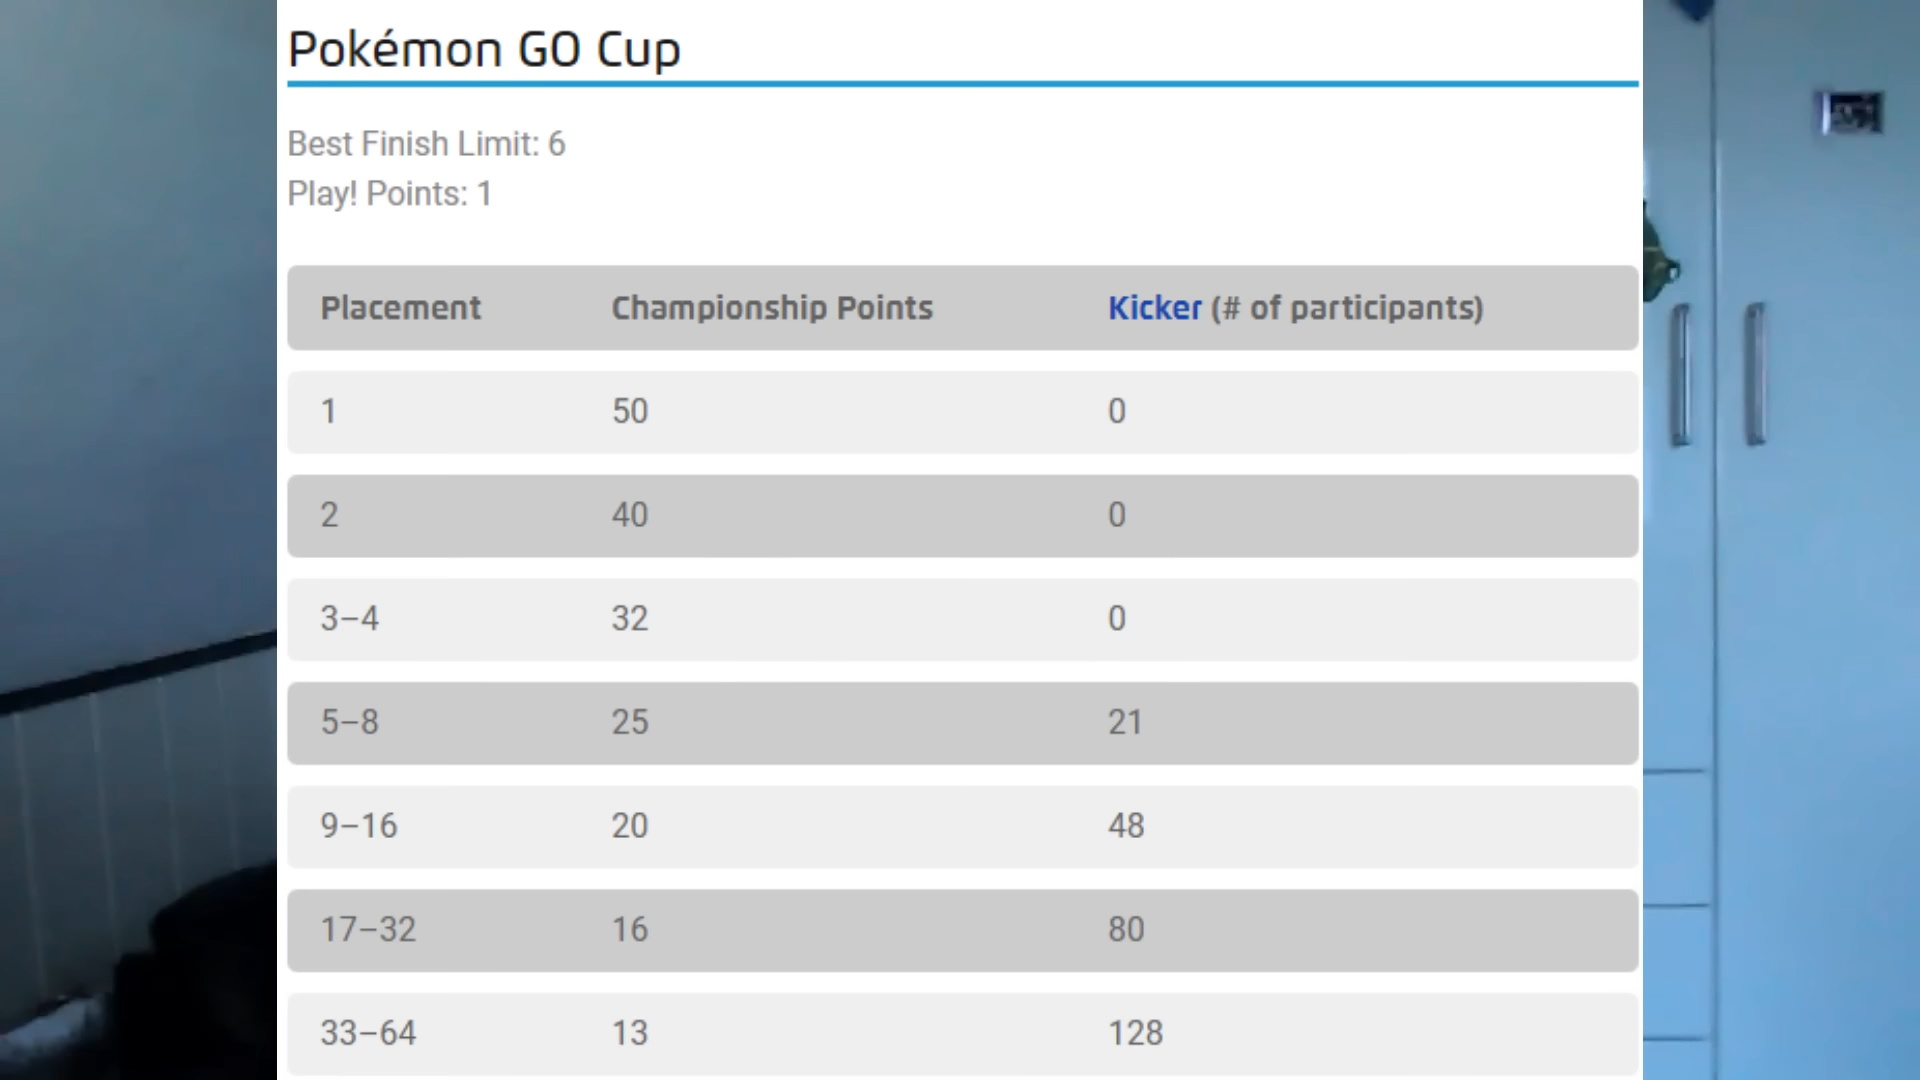 Pokémon GO Cup
Best Finish Limit: 6
Play! Points: 1
Placement Championship Points Kicker (# of participants)
1 50 0
2 40 0
3–4 32 0
5–8 25 21
9–16 20 48
17–32 16 80
33–64 13 128